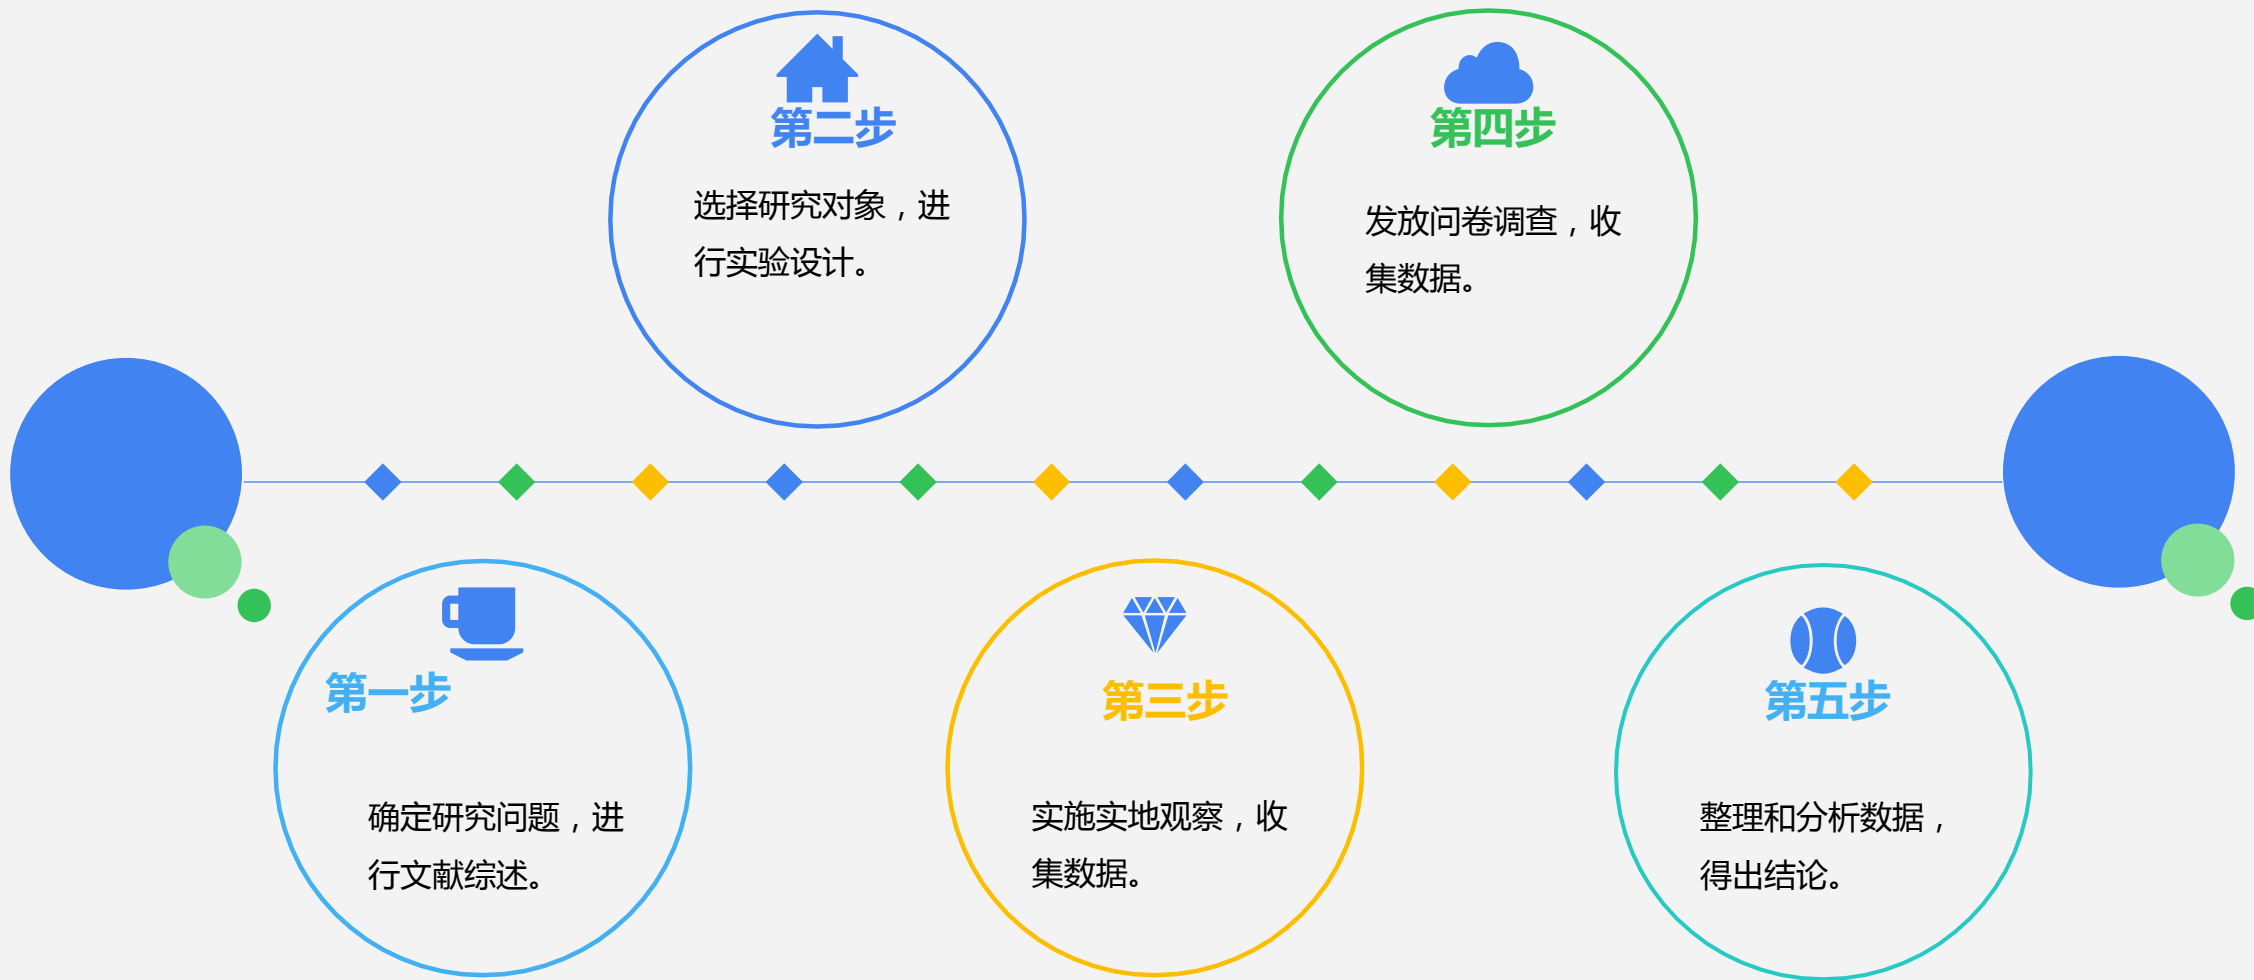 第一步
确定研究问题，进
行文献综述。
第二步
选择研究对象，进
行实验设计。
第三步
实施实地观察，收
集数据。
第四步
发放问卷调查，收
集数据。
第五步
整理和分析数据，
得出结论。